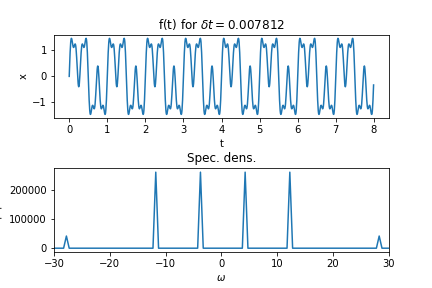 f(t) for δt = 0.007812
1
0
−1
x
0 1 2 3 4 5 6 7 8
t
Spec. dens.
200000
100000
0
−30 −20 −10 0 10 20 30
ω